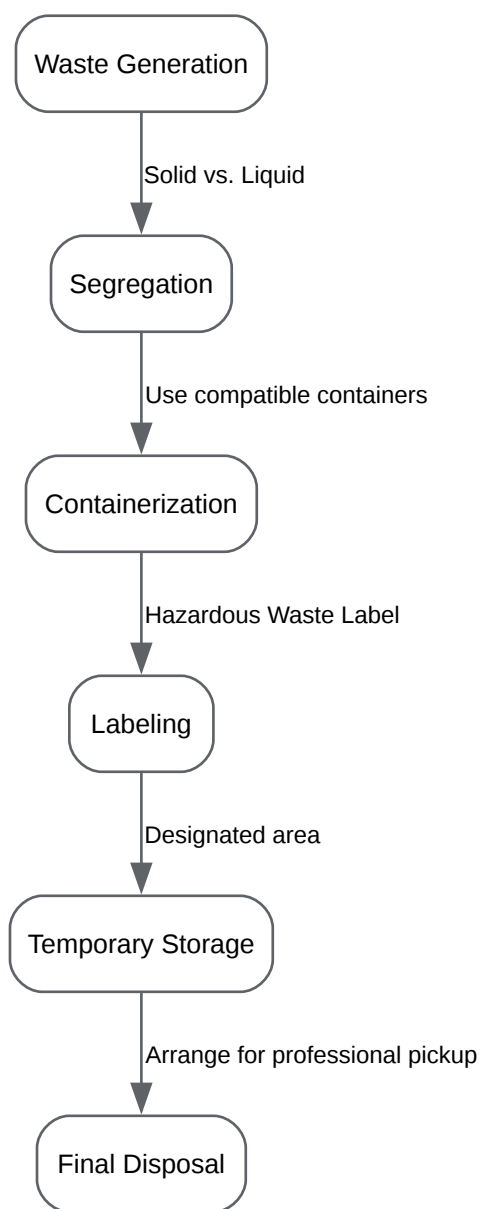 Waste Generation
Solid vs. Liquid
Segregation
Use compatible containers
Containerization
Hazardous Waste Label
Labeling
Designated area
Temporary Storage
Arrange for professional pickup
Final Disposal